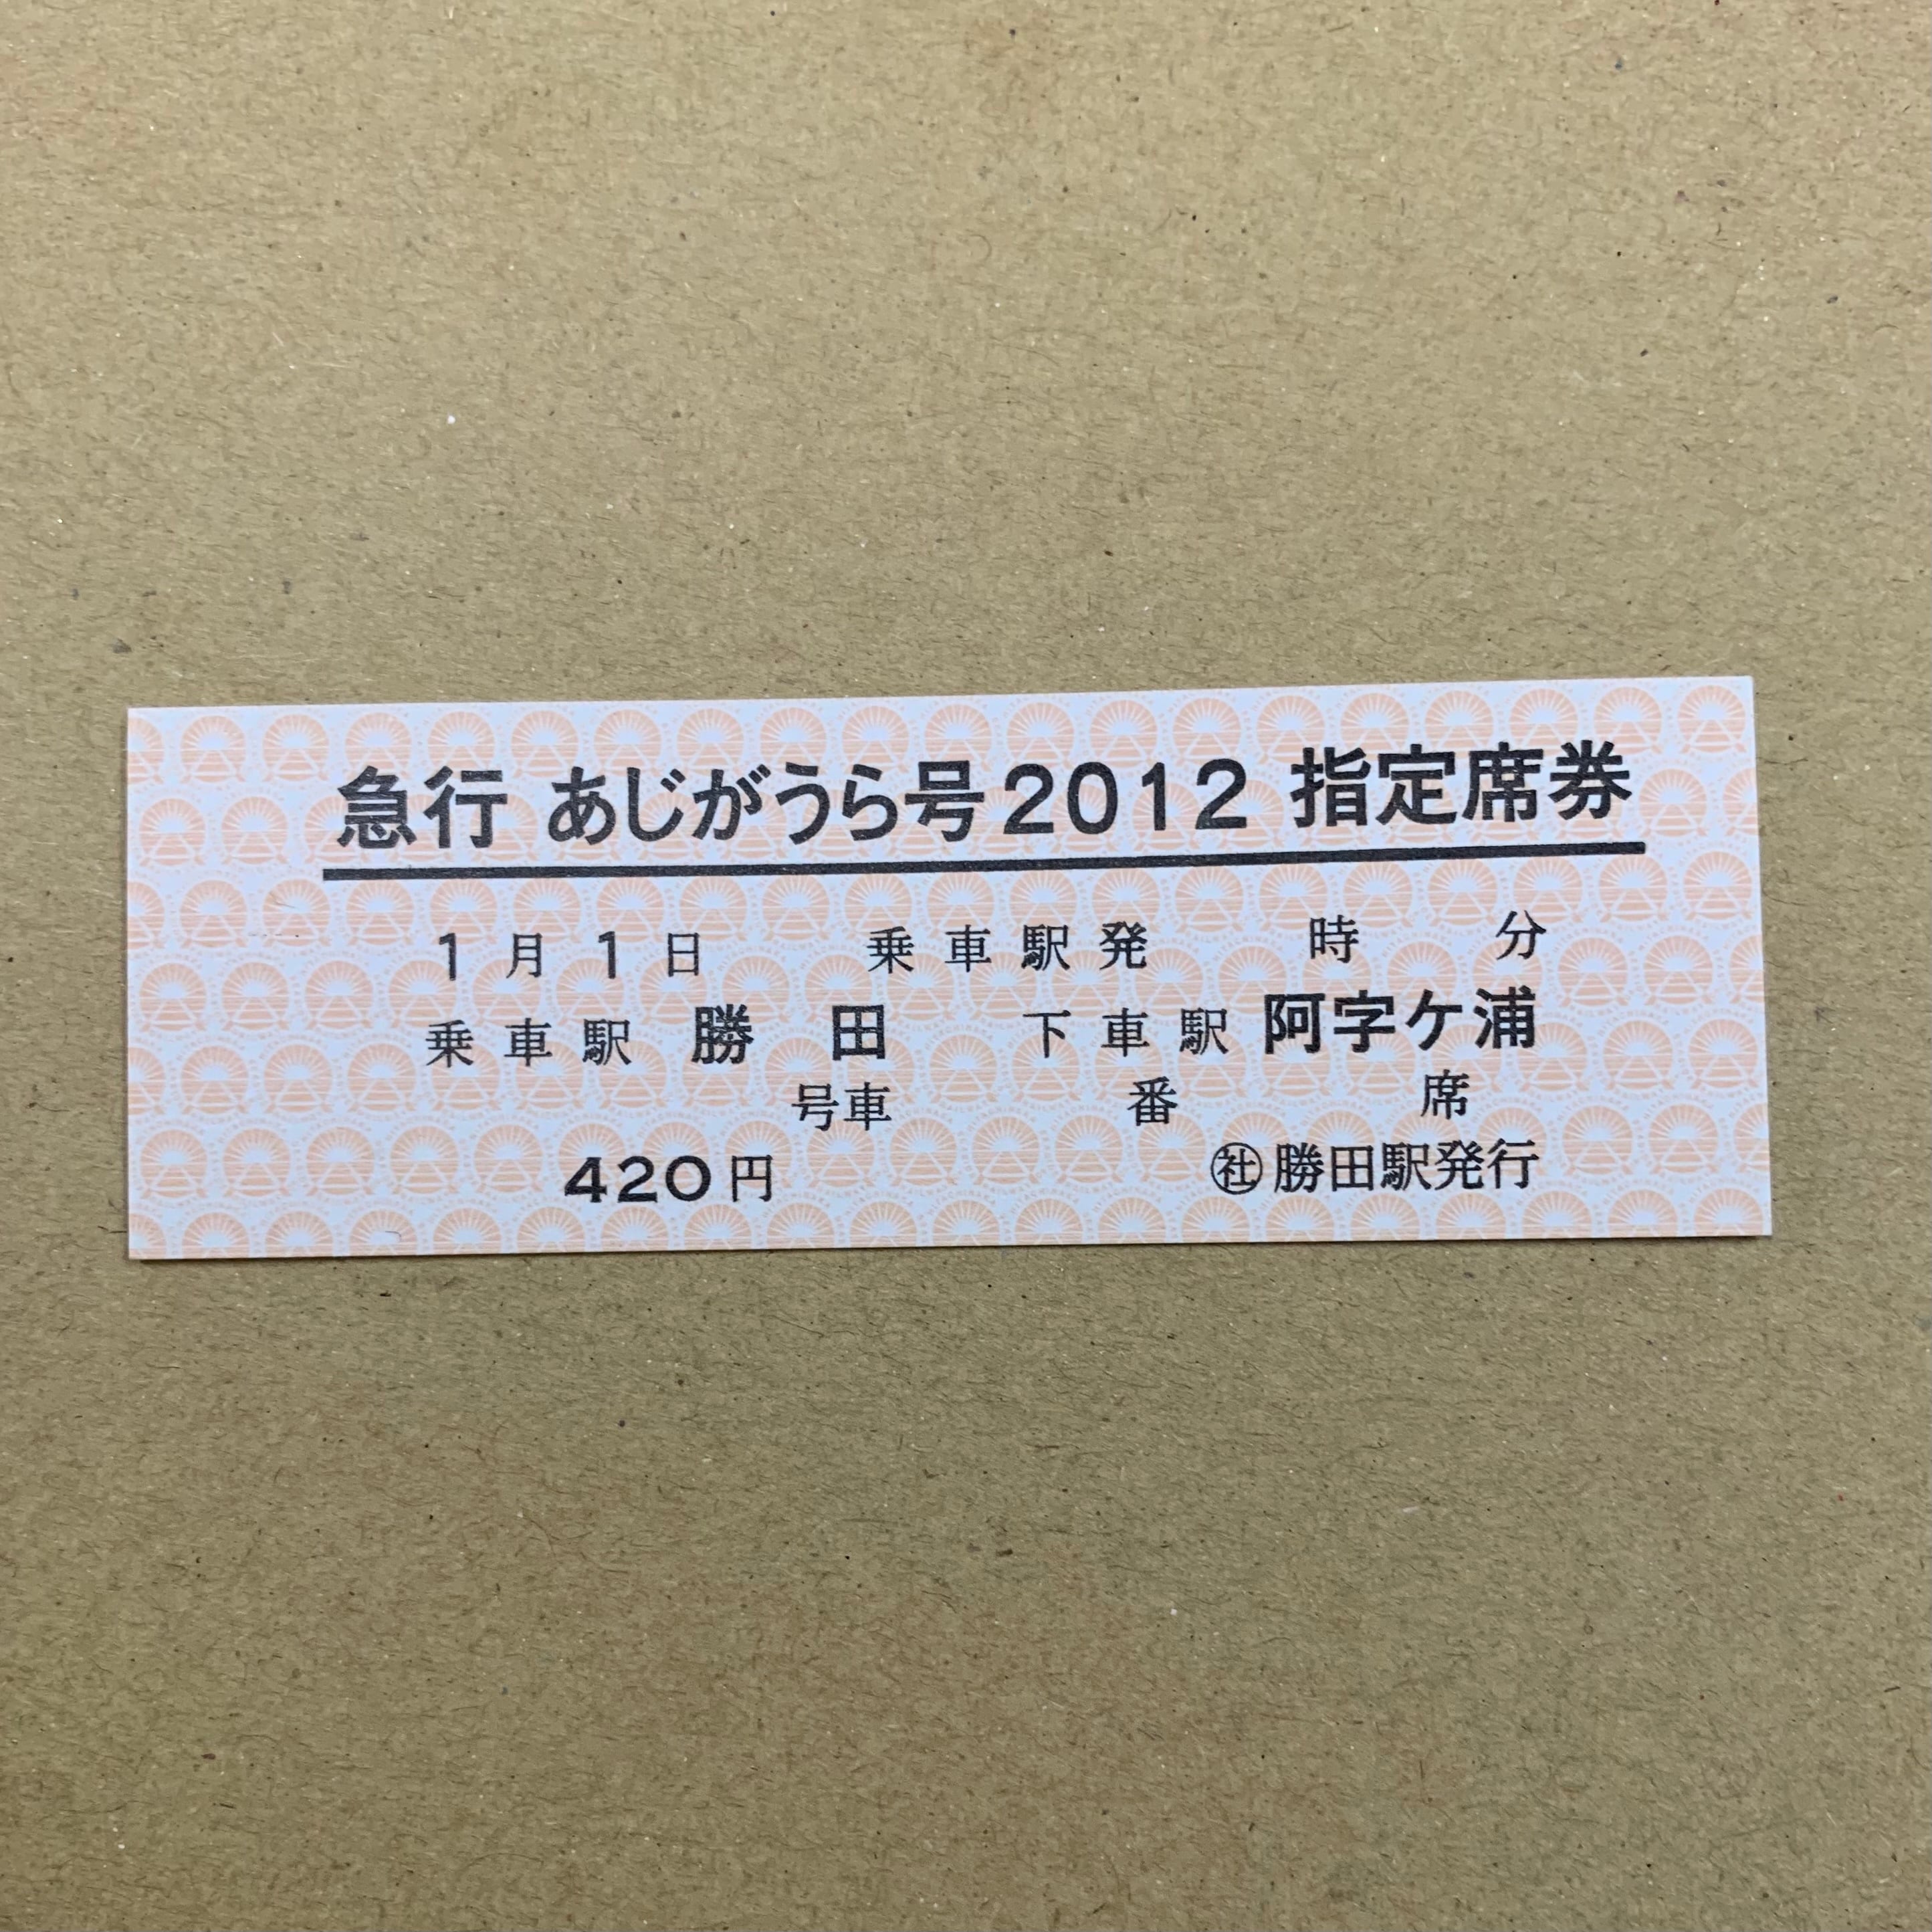 急行 あじがうら号2012 指定席券
1月1日 乗車駅発 時 分
乗車駅 勝田 下車駅 阿字ケ浦
号車 番 席
420円 ㊓勝田駅発行